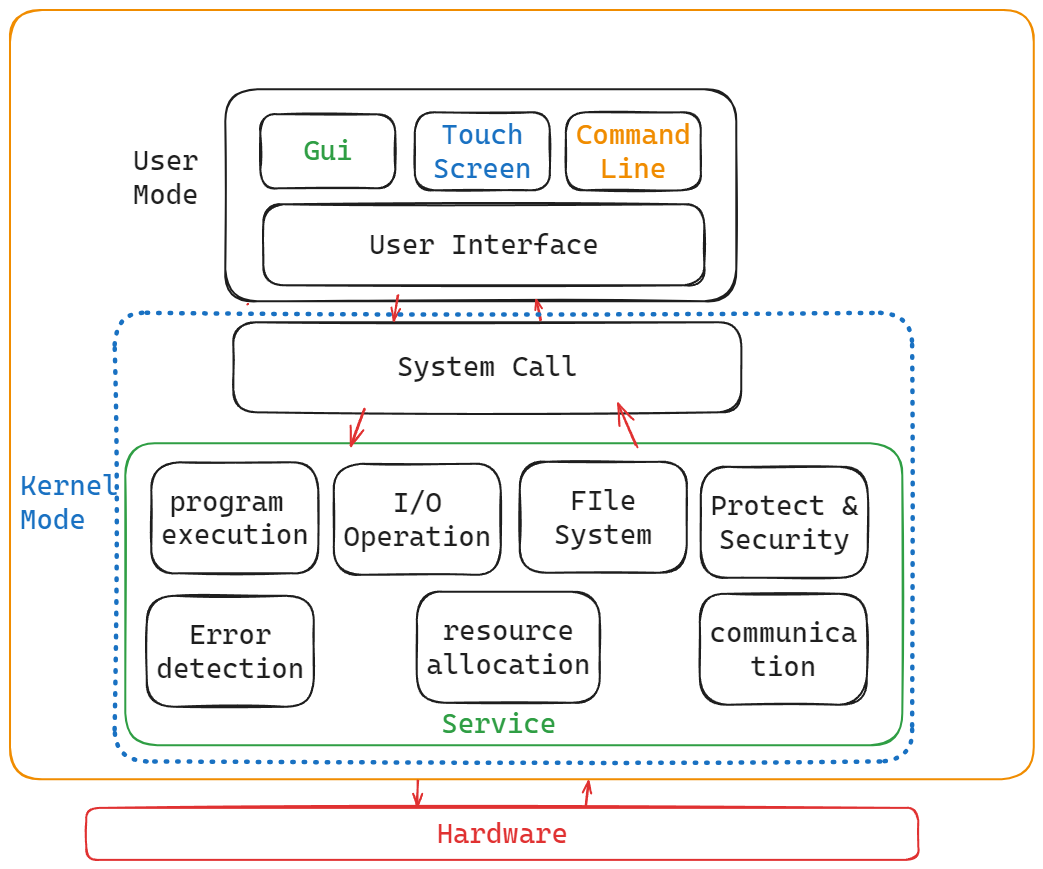 User
Mode
Gui
Touch
Screen
Command
Line
User Interface
System Call
Kernel
Mode
program
execution
I/O
Operation
FIle
System
Protect &
Security
Error
detection
resource
allocation
communica
tion
Service
Hardware